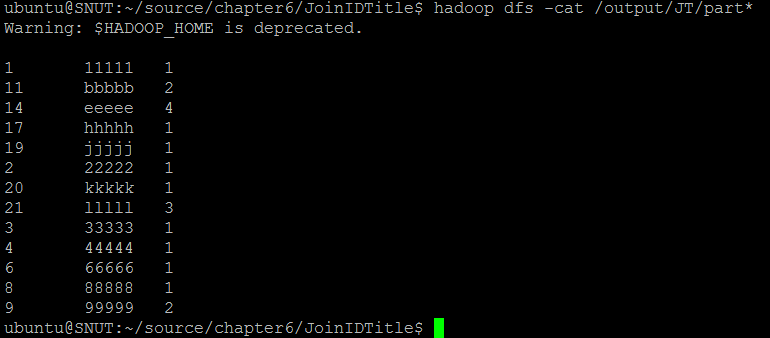 ubuntu@SNUT:~/source/chapter6/JoinIDTitle$ hadoop dfs -cat /output/JT/part*
Warning: $HADOOP_HOME is deprecated.
1 11111 1
11 bbbbb 2
14 eeeee 4
17 hhhhh 1
19 jjjjj 1
2 22222 1
20 kkkkk 1
21 lllll 3
3 33333 1
4 44444 1
6 66666 1
8 88888 1
9 99999 2
ubuntu@SNUT:~/source/chapter6/JoinIDTitle$